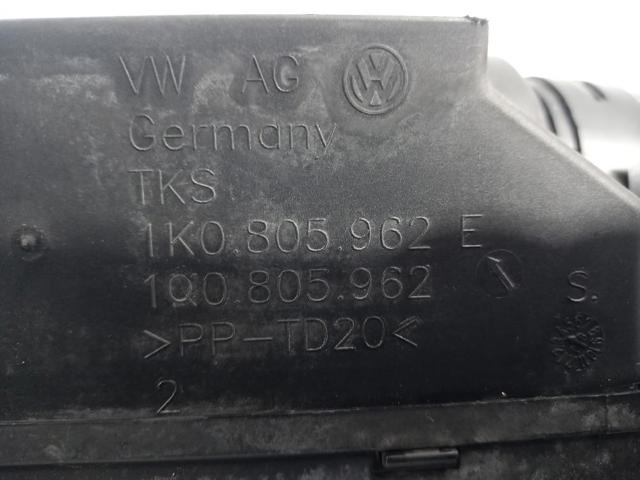 VW AG
Germany
TKS
1K0.805.962 E
1Q0.805.962
S.
>PP-TD20<
2